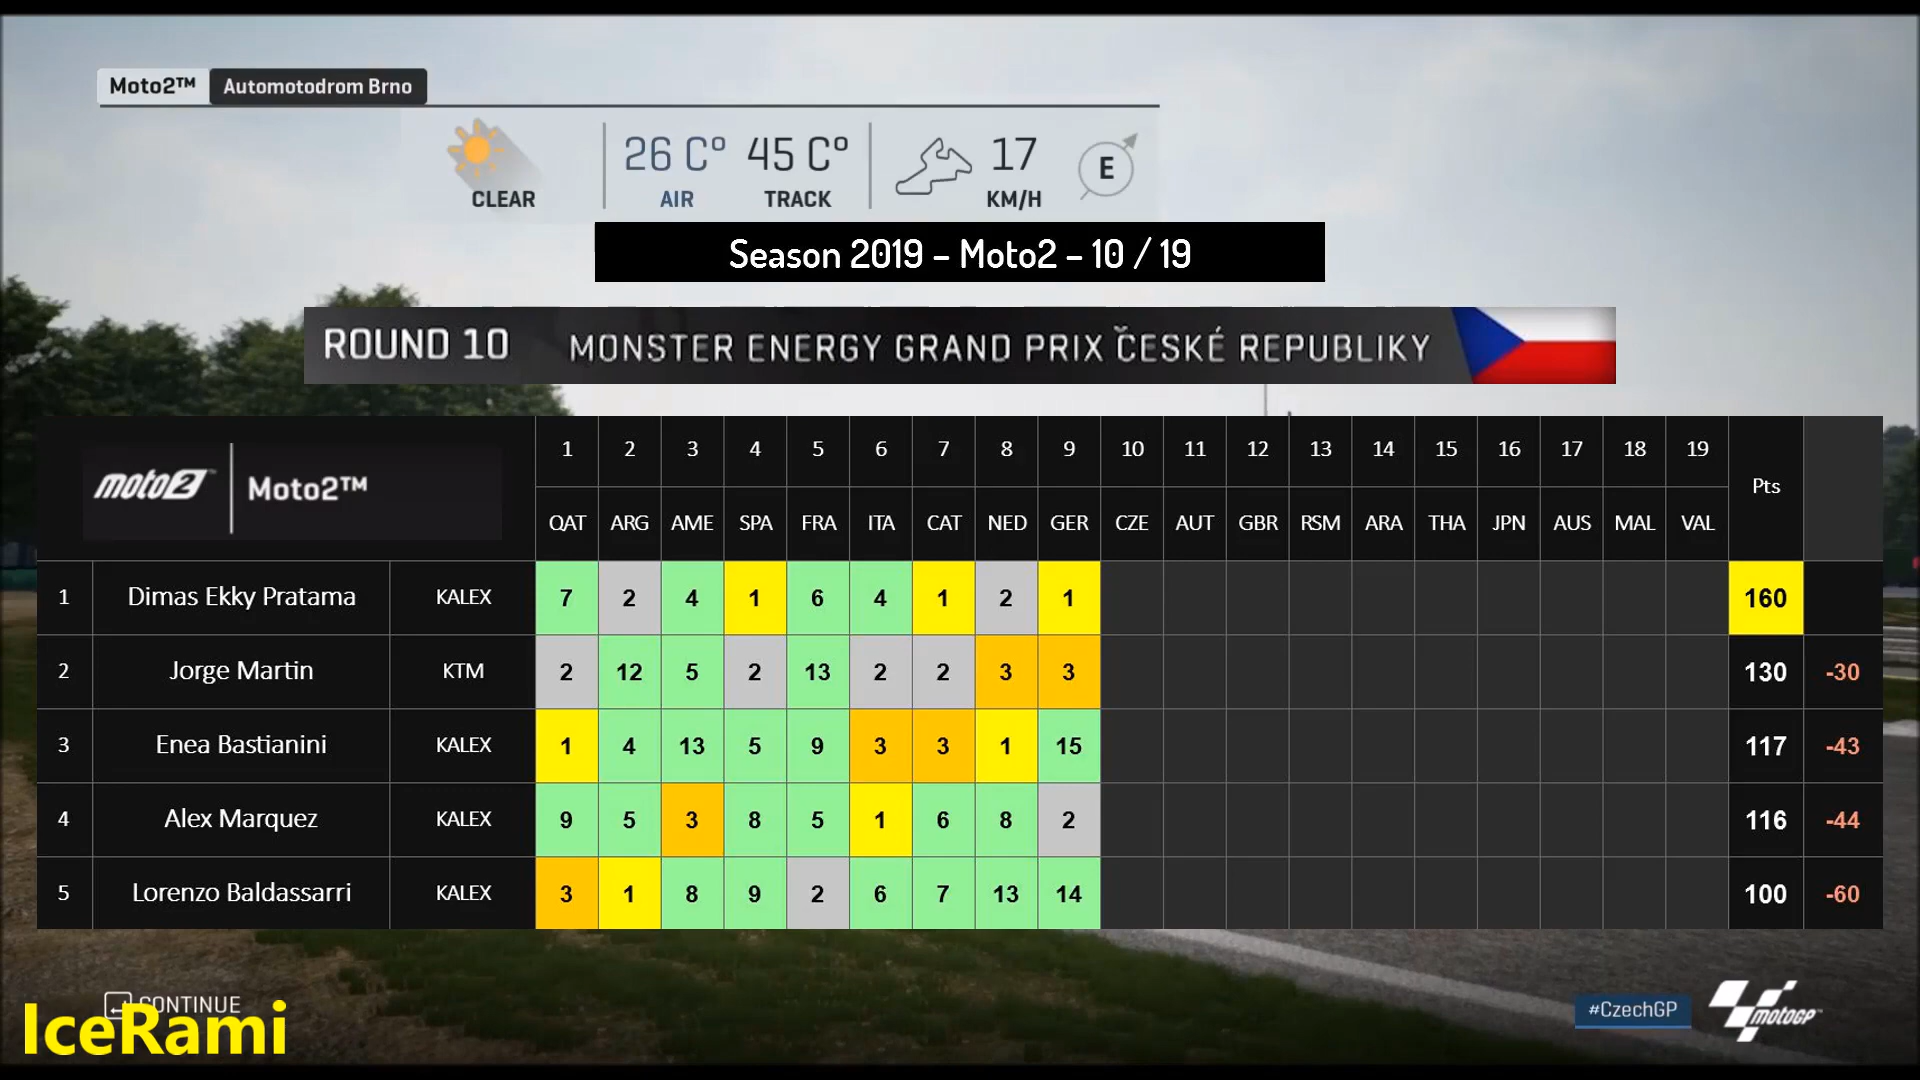 Moto2™ Automotodrom Brno
26 C° 45 C° 17 E
CLEAR AIR TRACK KM/H
Season 2019 – Moto2 – 10 / 19
ROUND 10 MONSTER ENERGY GRAND PRIX ČESKÉ REPUBLIKY
1 2 3 4 5 6 7 8 9 10 11 12 13 14 15 16 17 18 19
moto2™ Moto2™ Pts
QAT ARG AME SPA FRA ITA CAT NED GER CZE AUT GBR RSM ARA THA JPN AUS MAL VAL
1 Dimas Ekky Pratama KALEX 7 2 4 1 6 4 1 2 1 160
2 Jorge Martin KTM 2 12 5 2 13 2 2 3 3 130 -30
3 Enea Bastianini KALEX 1 4 13 5 9 3 3 1 15 117 -43
4 Alex Marquez KALEX 9 5 3 8 5 1 6 8 2 116 -44
5 Lorenzo Baldassarri KALEX 3 1 8 9 2 6 7 13 14 100 -60
CONTINUE
IceRami
#CzechGP
motoGP™